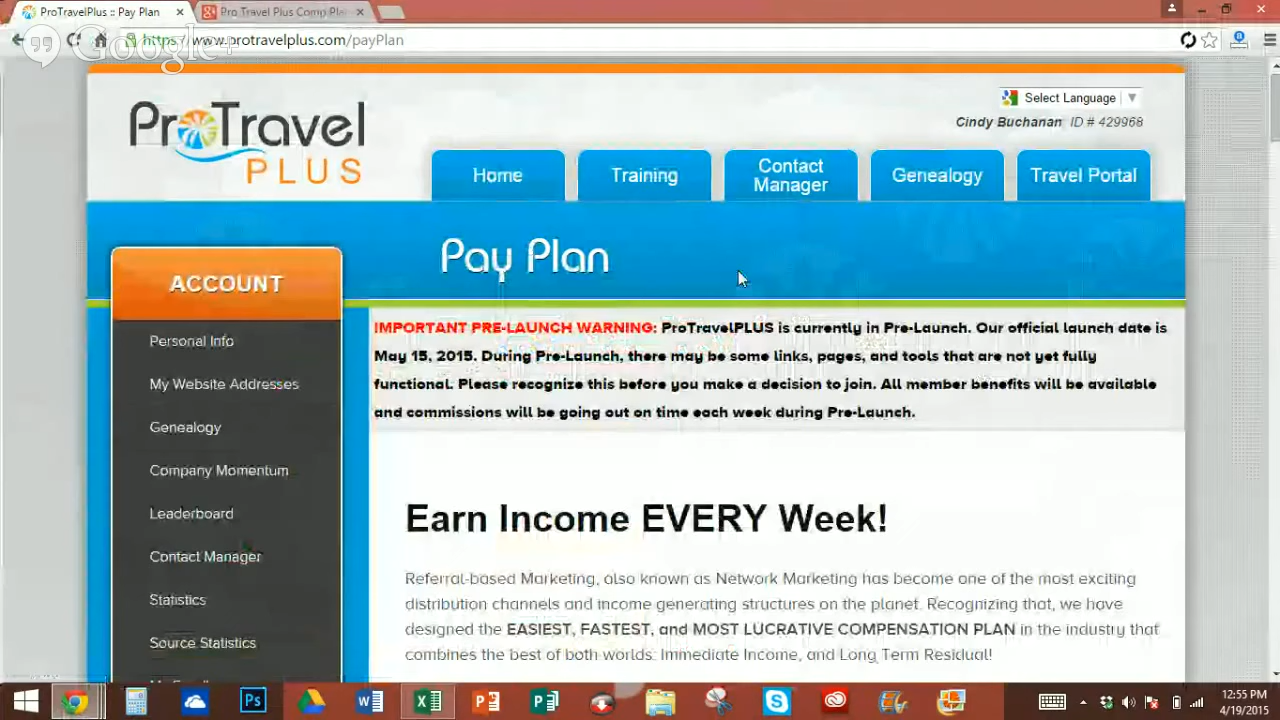 ProTravelPlus :: Pay Plan
Pro Travel Plus Comp Pla
https://www.protravelplus.com/payPlan
Google+
Select Language
Cindy Buchanan ID # 429968
ProTravel
PLUS
Home
Training
Contact
Manager
Genealogy
Travel Portal
Pay Plan
ACCOUNT
Personal Info
My Website Addresses
Genealogy
Company Momentum
Leaderboard
Contact Manager
Statistics
Source Statistics
IMPORTANT PRE-LAUNCH WARNING: ProTravelPLUS is currently in Pre-Launch. Our official launch date is
May 15, 2015. During Pre-Launch, there may be some links, pages, and tools that are not yet fully
functional. Please recognize this before you make a decision to join. All member benefits will be available
and commissions will be going out on time each week during Pre-Launch.
Earn Income EVERY Week!
Referral-based Marketing, also known as Network Marketing has become one of the most exciting
distribution channels and income generating structures on the planet. Recognizing that, we have
designed the EASIEST, FASTEST, and MOST LUCRATIVE COMPENSATION PLAN in the industry that
combines the best of both worlds: Immediate Income, and Long Term Residual!
12:55 PM
4/19/2015